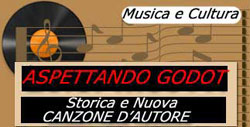 Musica e Cultura
ASPETTANDO GODOT
Storica e Nuova
CANZONE D'AUTORE